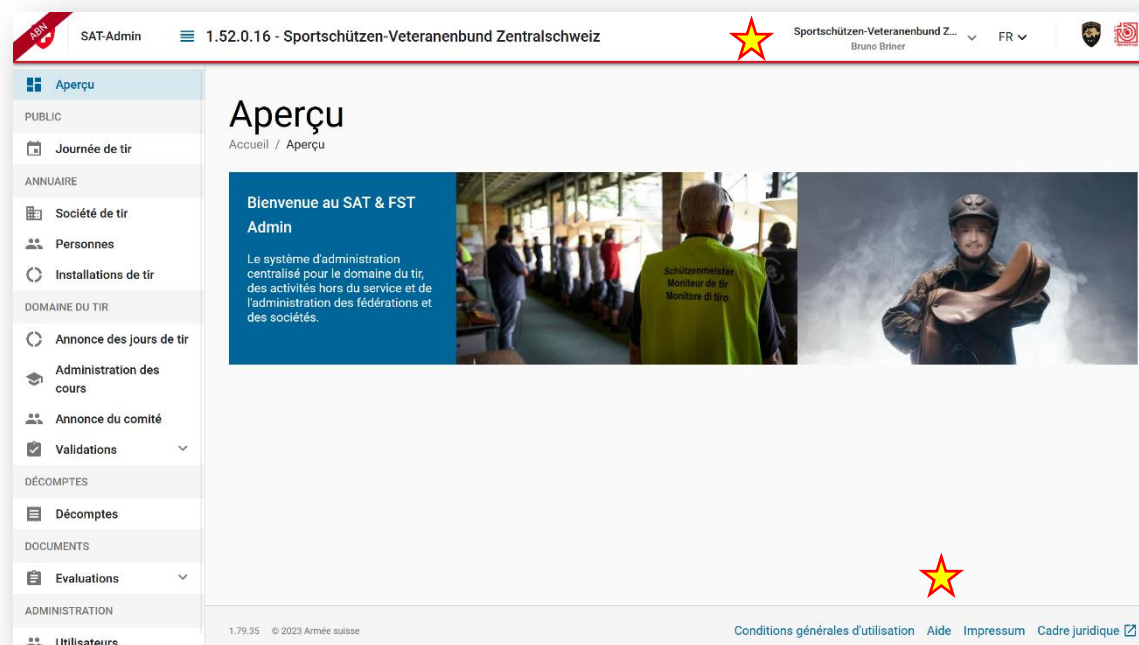 ABN
SAT-Admin
1.52.0.16 - Sportschützen-Veteranenbund Zentralschweiz
Sportschützen-Veteranenbund Z...
Bruno Briner
FR
Aperçu
PUBLIC
Journée de tir
ANNUAIRE
Société de tir
Personnes
Installations de tir
DOMAINE DU TIR
Annonce des jours de tir
Administration des
cours
Annonce du comité
Validations
DÉCOMPTES
Décomptes
DOCUMENTS
Evaluations
ADMINISTRATION
Utilisateurs
Aperçu
Accueil / Aperçu
Bienvenue au SAT & FST
Admin
Le système d'administration
centralisé pour le domaine du tir,
des activités hors du service et de
l'administration des fédérations et
des sociétés.
Schützenmeister
Moniteur de tir
Monitore di tiro
1.79.35 © 2023 Armée suisse
Conditions générales d'utilisation Aide Impressum Cadre juridique